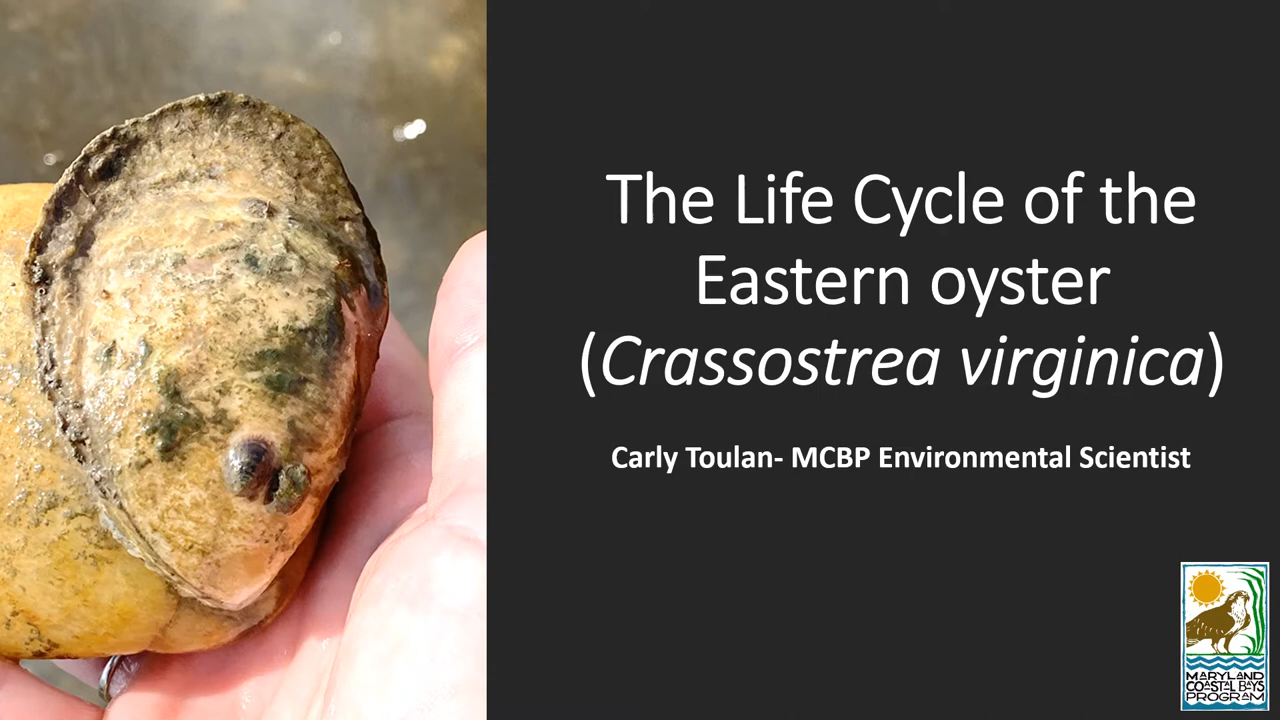 The Life Cycle of the
Eastern oyster
(Crassostrea virginica)
Carly Toulan- MCBP Environmental Scientist
MARYLAND
COASTAL BAYS
PROGRAM